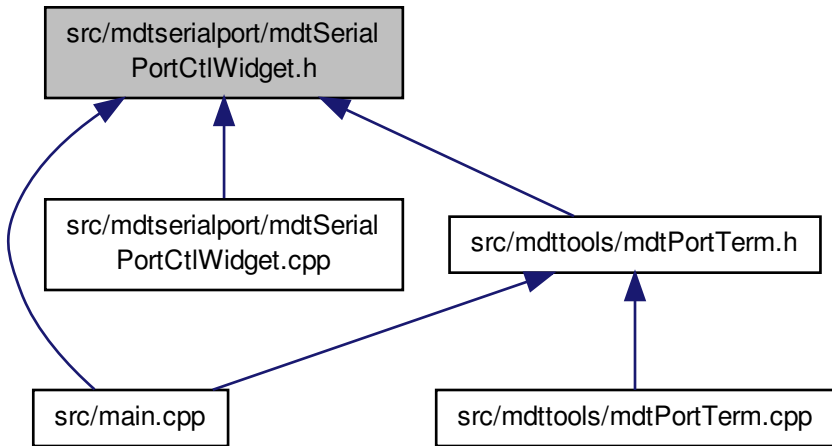 src/mdtserialport/mdtSerial
PortCtlWidget.h
src/mdtserialport/mdtSerial
PortCtlWidget.cpp
src/mdttools/mdtPortTerm.h
src/main.cpp
src/mdttools/mdtPortTerm.cpp